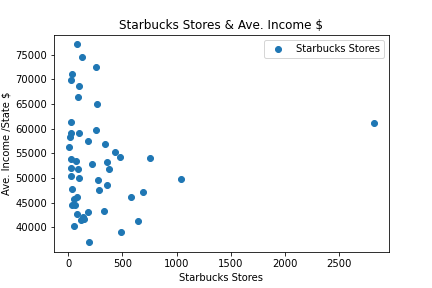 Starbucks Stores & Ave. Income $
Starbucks Stores
75000
70000
65000
60000
55000
50000
45000
40000
Ave. Income /State $
0 500 1000 1500 2000 2500
Starbucks Stores